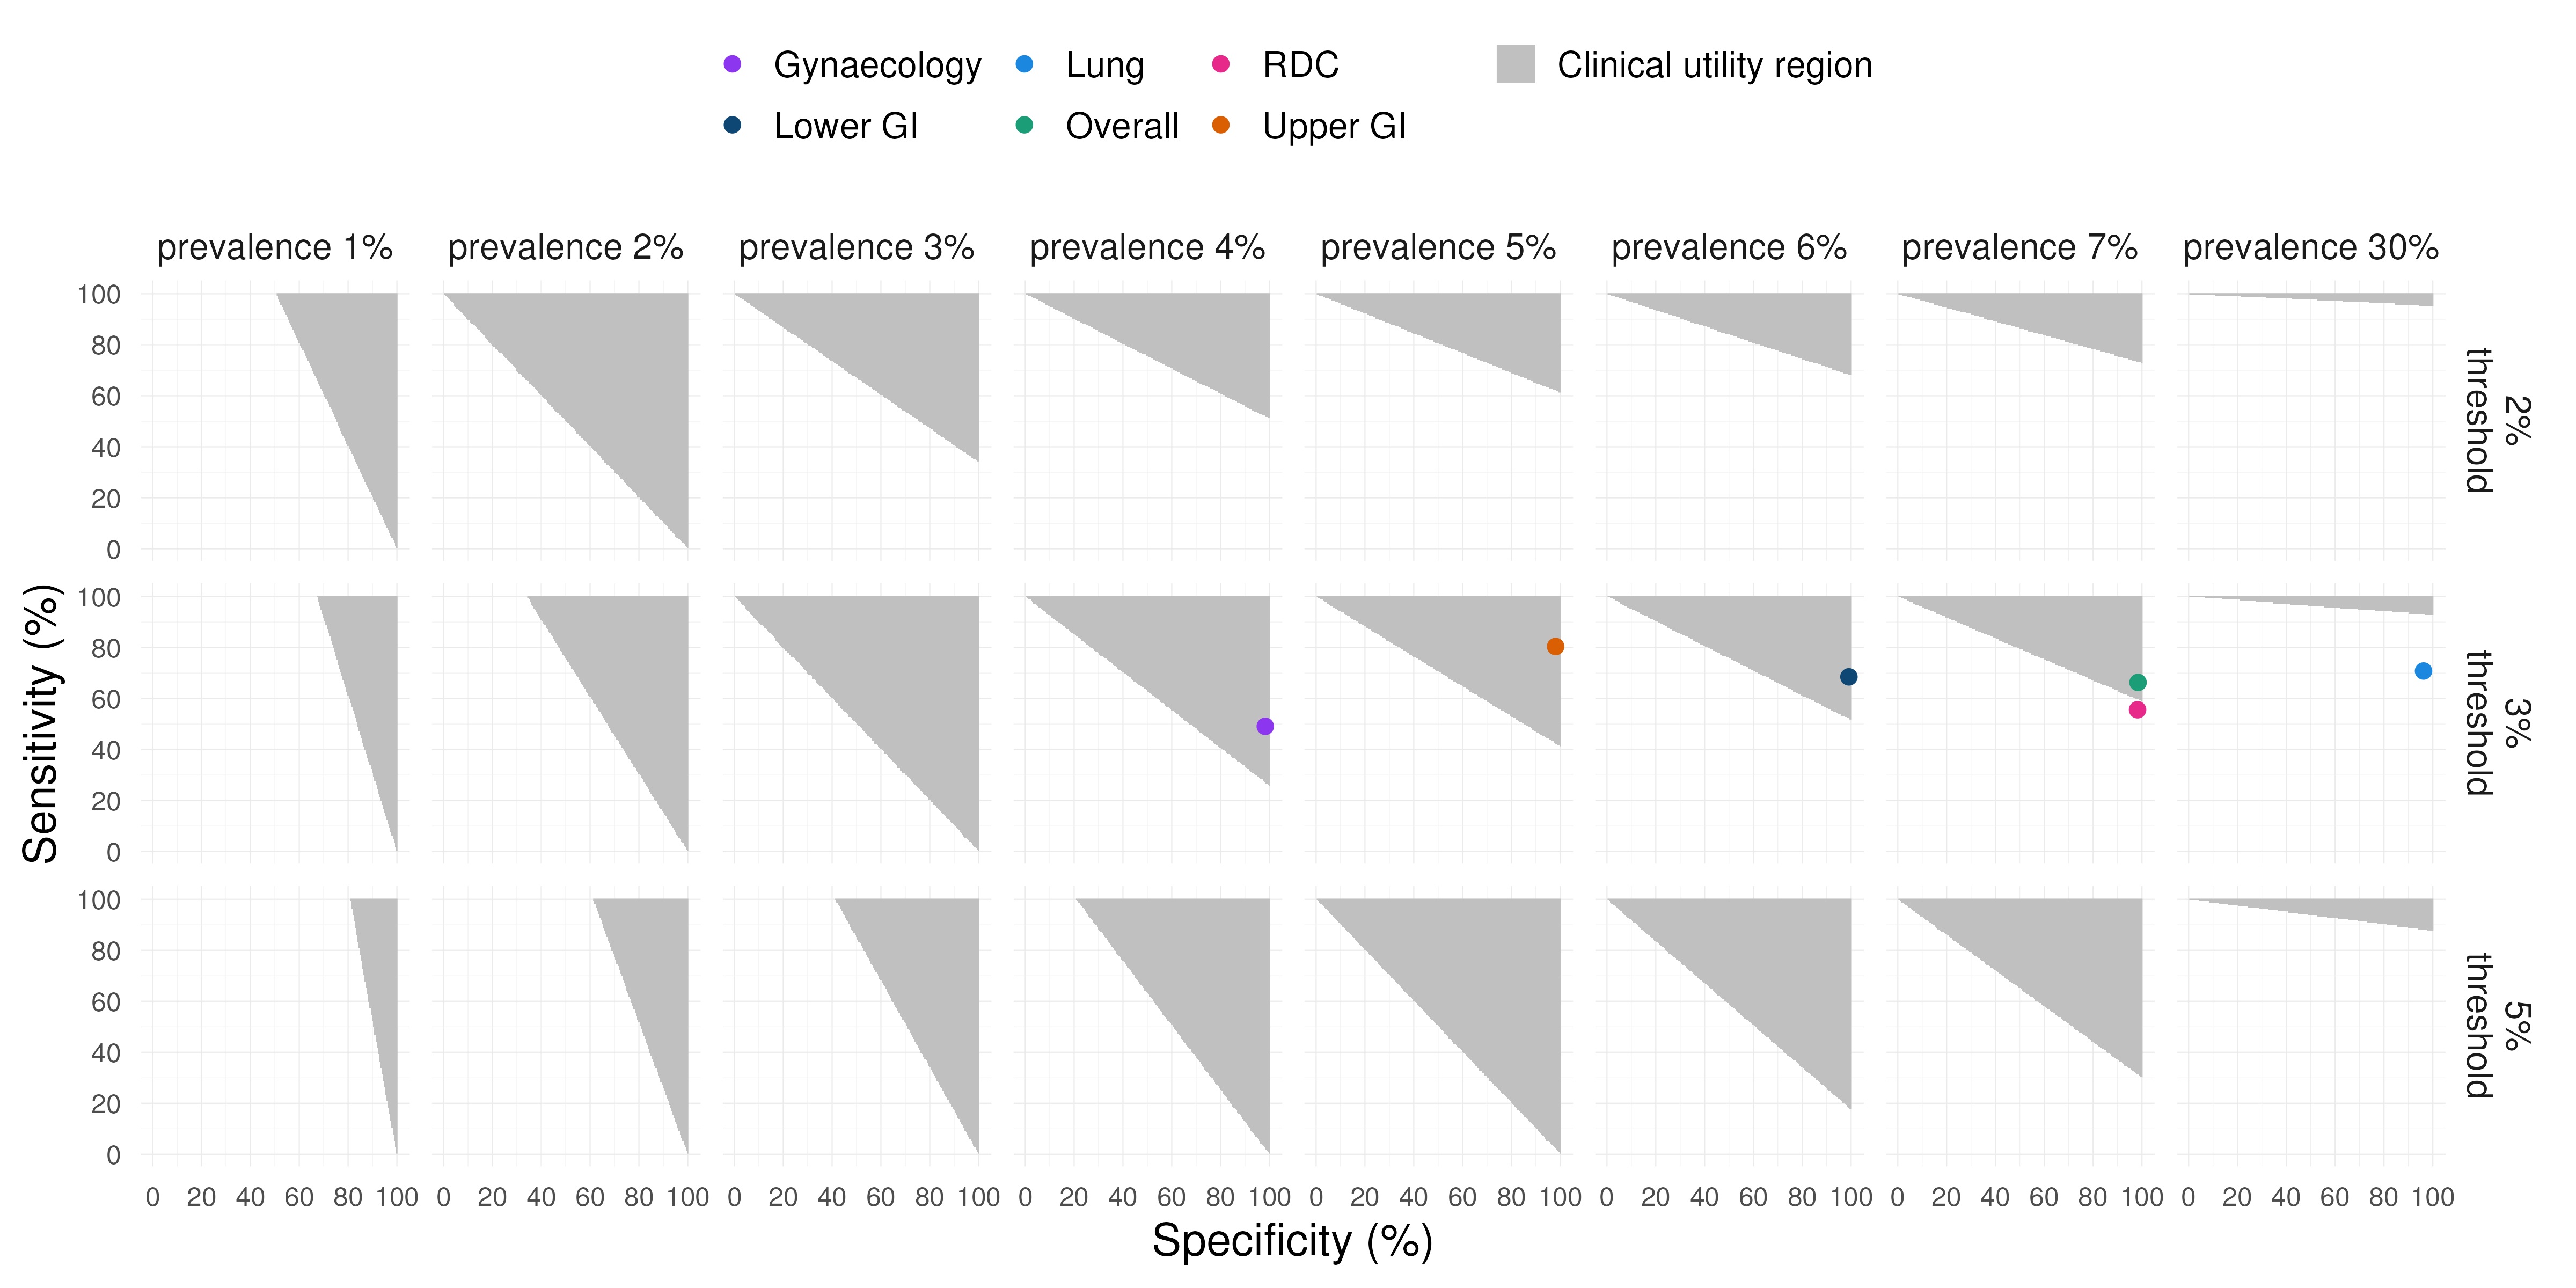 Gynaecology Lung RDC Clinical utility region
Lower GI Overall Upper GI
prevalence 1% prevalence 2% prevalence 3% prevalence 4% prevalence 5% prevalence 6% prevalence 7% prevalence 30%
100
80
60
40
20
0
2%
threshold
Sensitivity (%)
100
80
60
40
20
0
3%
threshold
100
80
60
40
20
0
5%
threshold
0 20 40 60 80 100 0 20 40 60 80 100 0 20 40 60 80 100 0 20 40 60 80 100 0 20 40 60 80 100 0 20 40 60 80 100 0 20 40 60 80 100 0 20 40 60 80 100
Specificity (%)